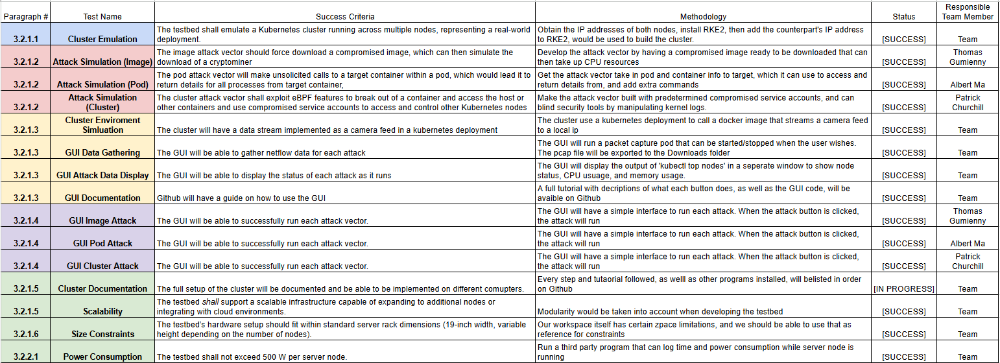 Paragraph # Test Name Success Criteria Methodology Status Responsible Team Member
3.2.1.1 Cluster Emulation The testbed shall emulate a Kubernetes cluster running across multiple nodes, representing a real-world
deployment. Obtain the IP addresses of both nodes, install RKE2, then add the counterpart's IP address
to RKE2, would be used to build the cluster. [SUCCESS] Team
3.2.1.2 Attack Simulation (Image) The image attack vector should force download a compromised image, which can then simulate the
download of a cryptominer Develop the attack vector by having a compromised image ready to be downloaded that can
then take up CPU resources [SUCCESS] Thomas
Gumienny
3.2.1.2 Attack Simulation (Pod) The pod attack vector will make unsolicited calls to a target container within a pod, which would lead it to
return details for all processes from target container, Get the attack vector take in pod and container info to target, which it can use to access and
return details from, and add extra commands [SUCCESS] Albert Ma
3.2.1.2 Attack Simulation
(Cluster) The cluster attack vector shall exploit eBPF features to break out of a container and access the host or
other containers and use compromised service accounts to access and control other Kubernetes nodes Make the attack vector built with predetermined compromised service accounts, and can
blind security tools by manipulating kernel logs. [SUCCESS] Patrick
Churchill
3.2.1.3 Cluster Enviroment
Simluation The cluster will have a data stream implemented as a camera feed in a kubernetes deployment The cluster use a kubernetes deployment to call a docker image that streams a camera feed
to a local ip [SUCCESS] Team
3.2.1.3 GUI Data Gathering The GUI will be able to gather netflow data for each attack The GUI will run a packet capture pod that can be started/stopped when the user wishes.
The pcap file will be exported to the Downloads folder [SUCCESS] Team
3.2.1.3 GUI Attack Data Display The GUI will be able to display the status of each attack as it runs The GUI will display the output of 'kubectl top nodes' in a seperate window to show node
status, CPU usuage, and memory usage. [SUCCESS] Team
3.2.1.3 GUI Documentation Github will have a guide on how to use the GUI A full tutorial with decriptions of what each button does, as well as the GUI code, will be
avaible on Github [SUCCESS] Team
3.2.1.4 GUI Image Attack The GUI will be able to successfully run each attack vector. The GUI will have a simple interface to run each attack. When the attack button is clicked,
the attack will run [SUCCESS] Thomas
Gumienny
3.2.1.4 GUI Pod Attack The GUI will be able to successfully run each attack vector. The GUI will have a simple interface to run each attack. When the attack button is clicked,
the attack will run [SUCCESS] Albert Ma
3.2.1.4 GUI Cluster Attack The GUI will be able to successfully run each attack vector. The GUI will have a simple interface to run each attack. When the attack button is clicked,
the attack will run [SUCCESS] Patrick
Churchill
3.2.1.5 Cluster Documentation The full setup of the cluster will be documented and be able to be implemented on different comupters. Every step and tutaorial followed, as welll as other programs installed, will belisted in order
on Github [IN PROGRESS] Team
3.2.1.5 Scalability The testbed shall support a scalable infrastructure capable of expanding to additional nodes or
integrating with cloud environments. Modularity would be taken into account when developing the testbed [SUCCESS] Team
3.2.1.6 Size Constraints The testbed's hardware setup should fit within standard server rack dimensions (19-inch width, variable
height depending on the number of nodes). Our workspace itself has certain zpace limitations, and we should be able to use that as
reference for constraints [SUCCESS] Team
3.2.2.1 Power Consumption The testbed shall not exceed 500 W per server node. Run a third party program that can log time and power consumption while server node is
running [SUCCESS] Team